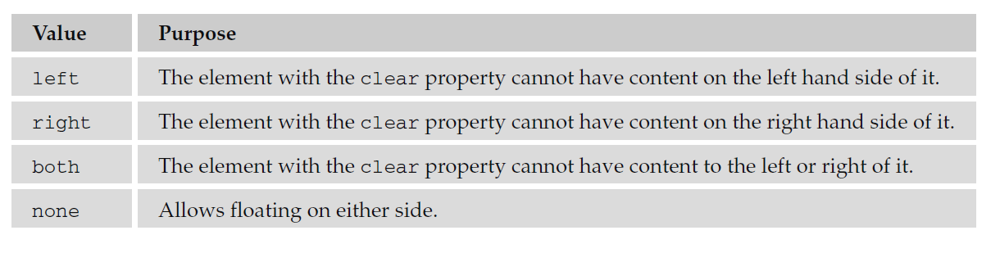 Value Purpose
left The element with the clear property cannot have content on the left hand side of it.
right The element with the clear property cannot have content on the right hand side of it.
both The element with the clear property cannot have content to the left or right of it.
none Allows floating on either side.